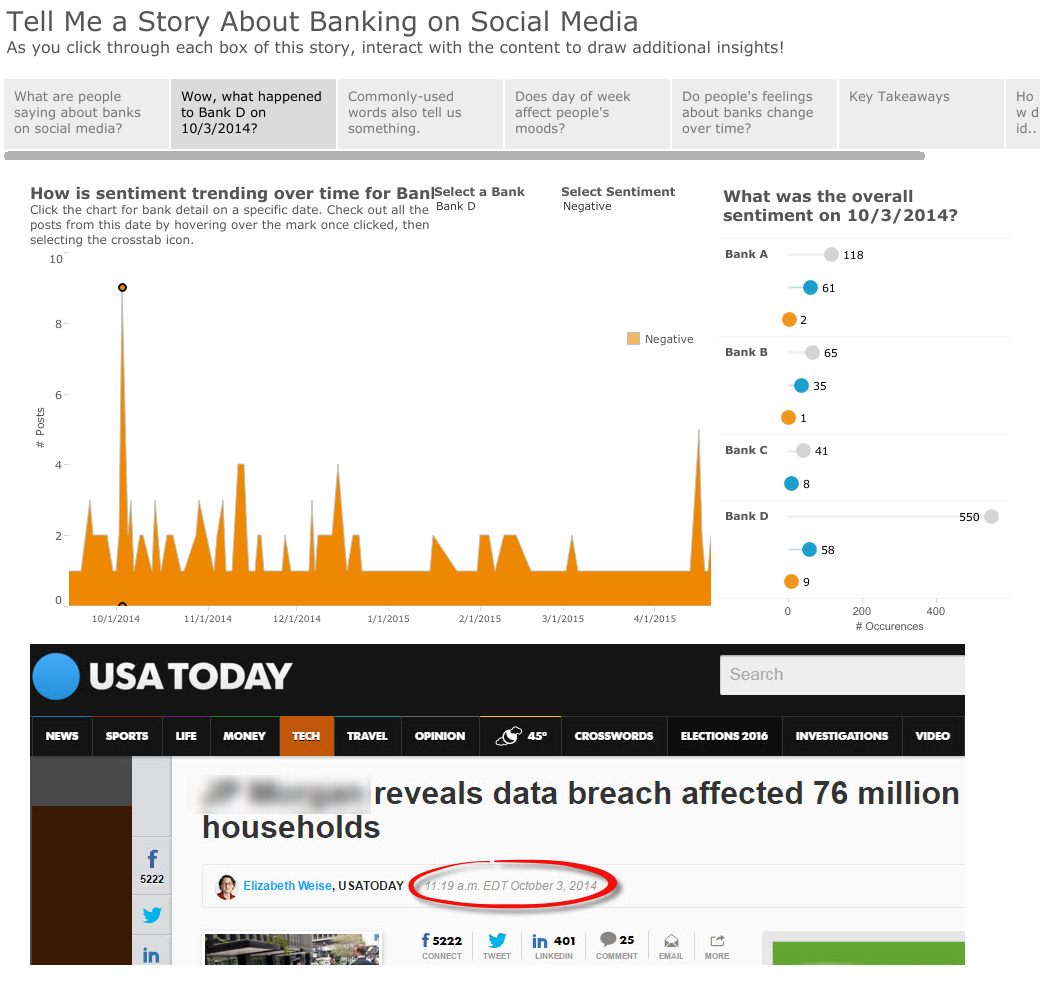 Tell Me a Story About Banking on Social Media
As you click through each box of this story, interact with the content to draw additional insights!
What are people
saying about banks
on social media?
Wow, what happened
to Bank D on
10/3/2014?
Commonly-used
words also tell us
something.
Does day of week
affect people's
moods?
Do people's feelings
about banks change
over time?
Key Takeaways
Ho
w d
id..
How is sentiment trending over time for Ban
Click the chart for bank detail on a specific date. Check out all the
posts from this date by hovering over the mark once clicked, then
selecting the crosstab icon.
Select a Bank
Bank D
Select Sentiment
Negative
10
8
6
4
2
0
# Posts
Negative
10/1/2014
11/1/2014
12/1/2014
1/1/2015
2/1/2015
3/1/2015
4/1/2015
What was the overall
sentiment on 10/3/2014?
Bank A
118
61
2
Bank B
65
35
1
Bank C
41
8
Bank D
550
58
9
0
200
400
# Occurences
USA TODAY
Search
NEWS
SPORTS
LIFE
MONEY
TECH
TRAVEL
OPINION
45°
CROSSWORDS
ELECTIONS 2016
INVESTIGATIONS
VIDEO
reveals data breach affected 76 million
households
f
5222
in
Elizabeth Weise, USATODAY
11:19 a.m. EDT October 3, 2014
f 5222
CONNECT
TWEET
in 401
LINKEDIN
25
COMMENT
EMAIL
MORE